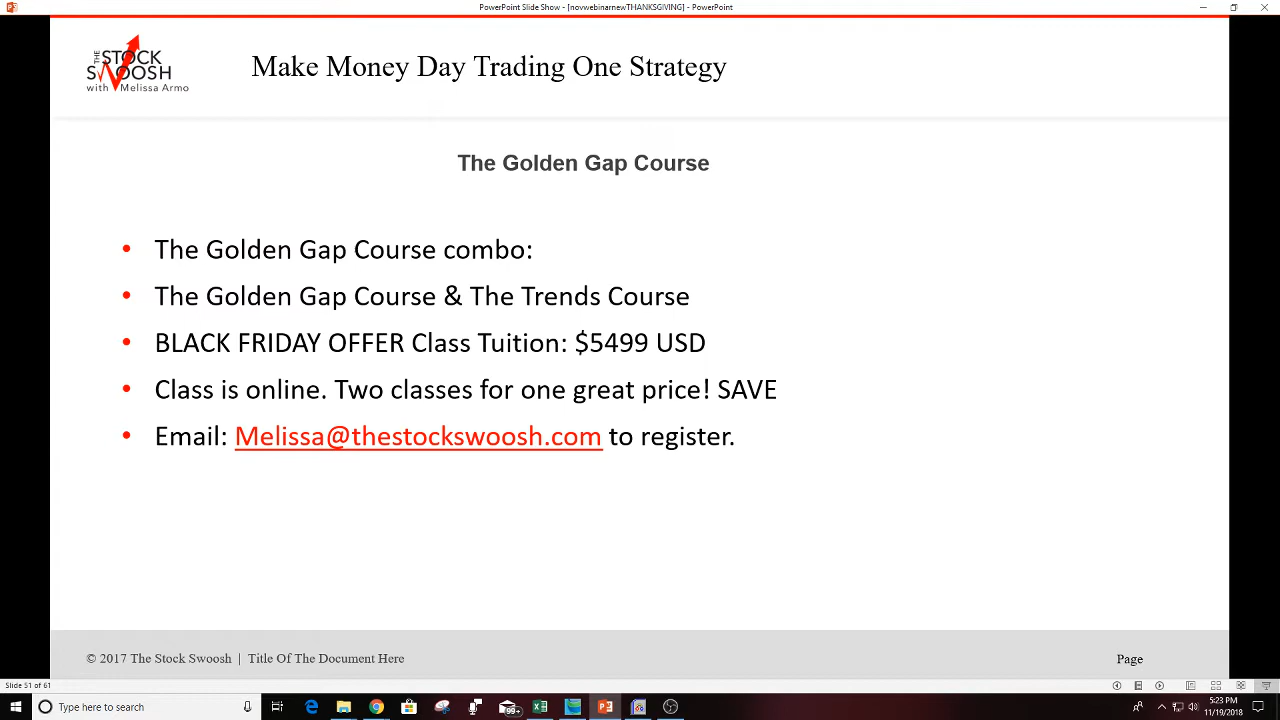 PowerPoint Slide Show - [novwebinarnewTHANKSGIVING] - PowerPoint
THE STOCK SWOOSH
with Melissa Armo
Make Money Day Trading One Strategy
The Golden Gap Course
• The Golden Gap Course combo:
• The Golden Gap Course & The Trends Course
• BLACK FRIDAY OFFER Class Tuition: $5499 USD
• Class is online. Two classes for one great price! SAVE
• Email: Melissa@thestockswoosh.com to register.
© 2017 The Stock Swoosh | Title Of The Document Here
Page
Slide 51 of 61
Type here to search
99+
5:23 PM
11/19/2018